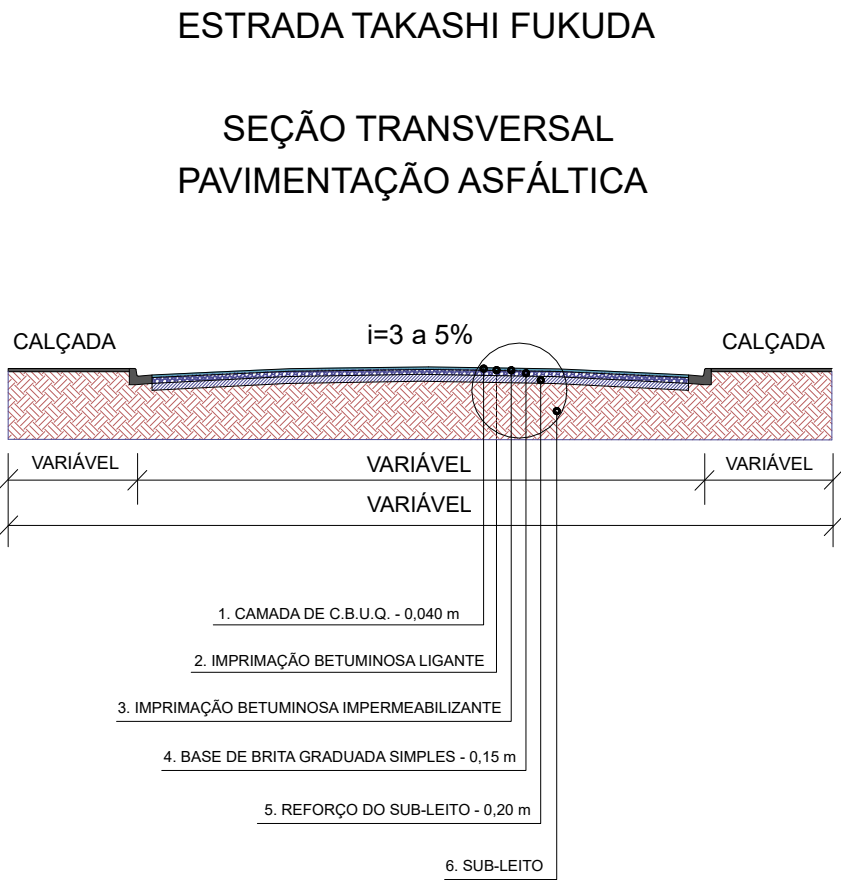 ESTRADA TAKASHI FUKUDA
SEÇÃO TRANSVERSAL
PAVIMENTAÇÃO ASFÁLTICA
CALÇADA
i=3 a 5%
CALÇADA
VARIÁVEL
VARIÁVEL
VARIÁVEL
VARIÁVEL
1. CAMADA DE C.B.U.Q. - 0,040 m
2. IMPRIMAÇÃO BETUMINOSA LIGANTE
3. IMPRIMAÇÃO BETUMINOSA IMPERMEABILIZANTE
4. BASE DE BRITA GRADUADA SIMPLES - 0,15 m
5. REFORÇO DO SUB-LEITO - 0,20 m
6. SUB-LEITO